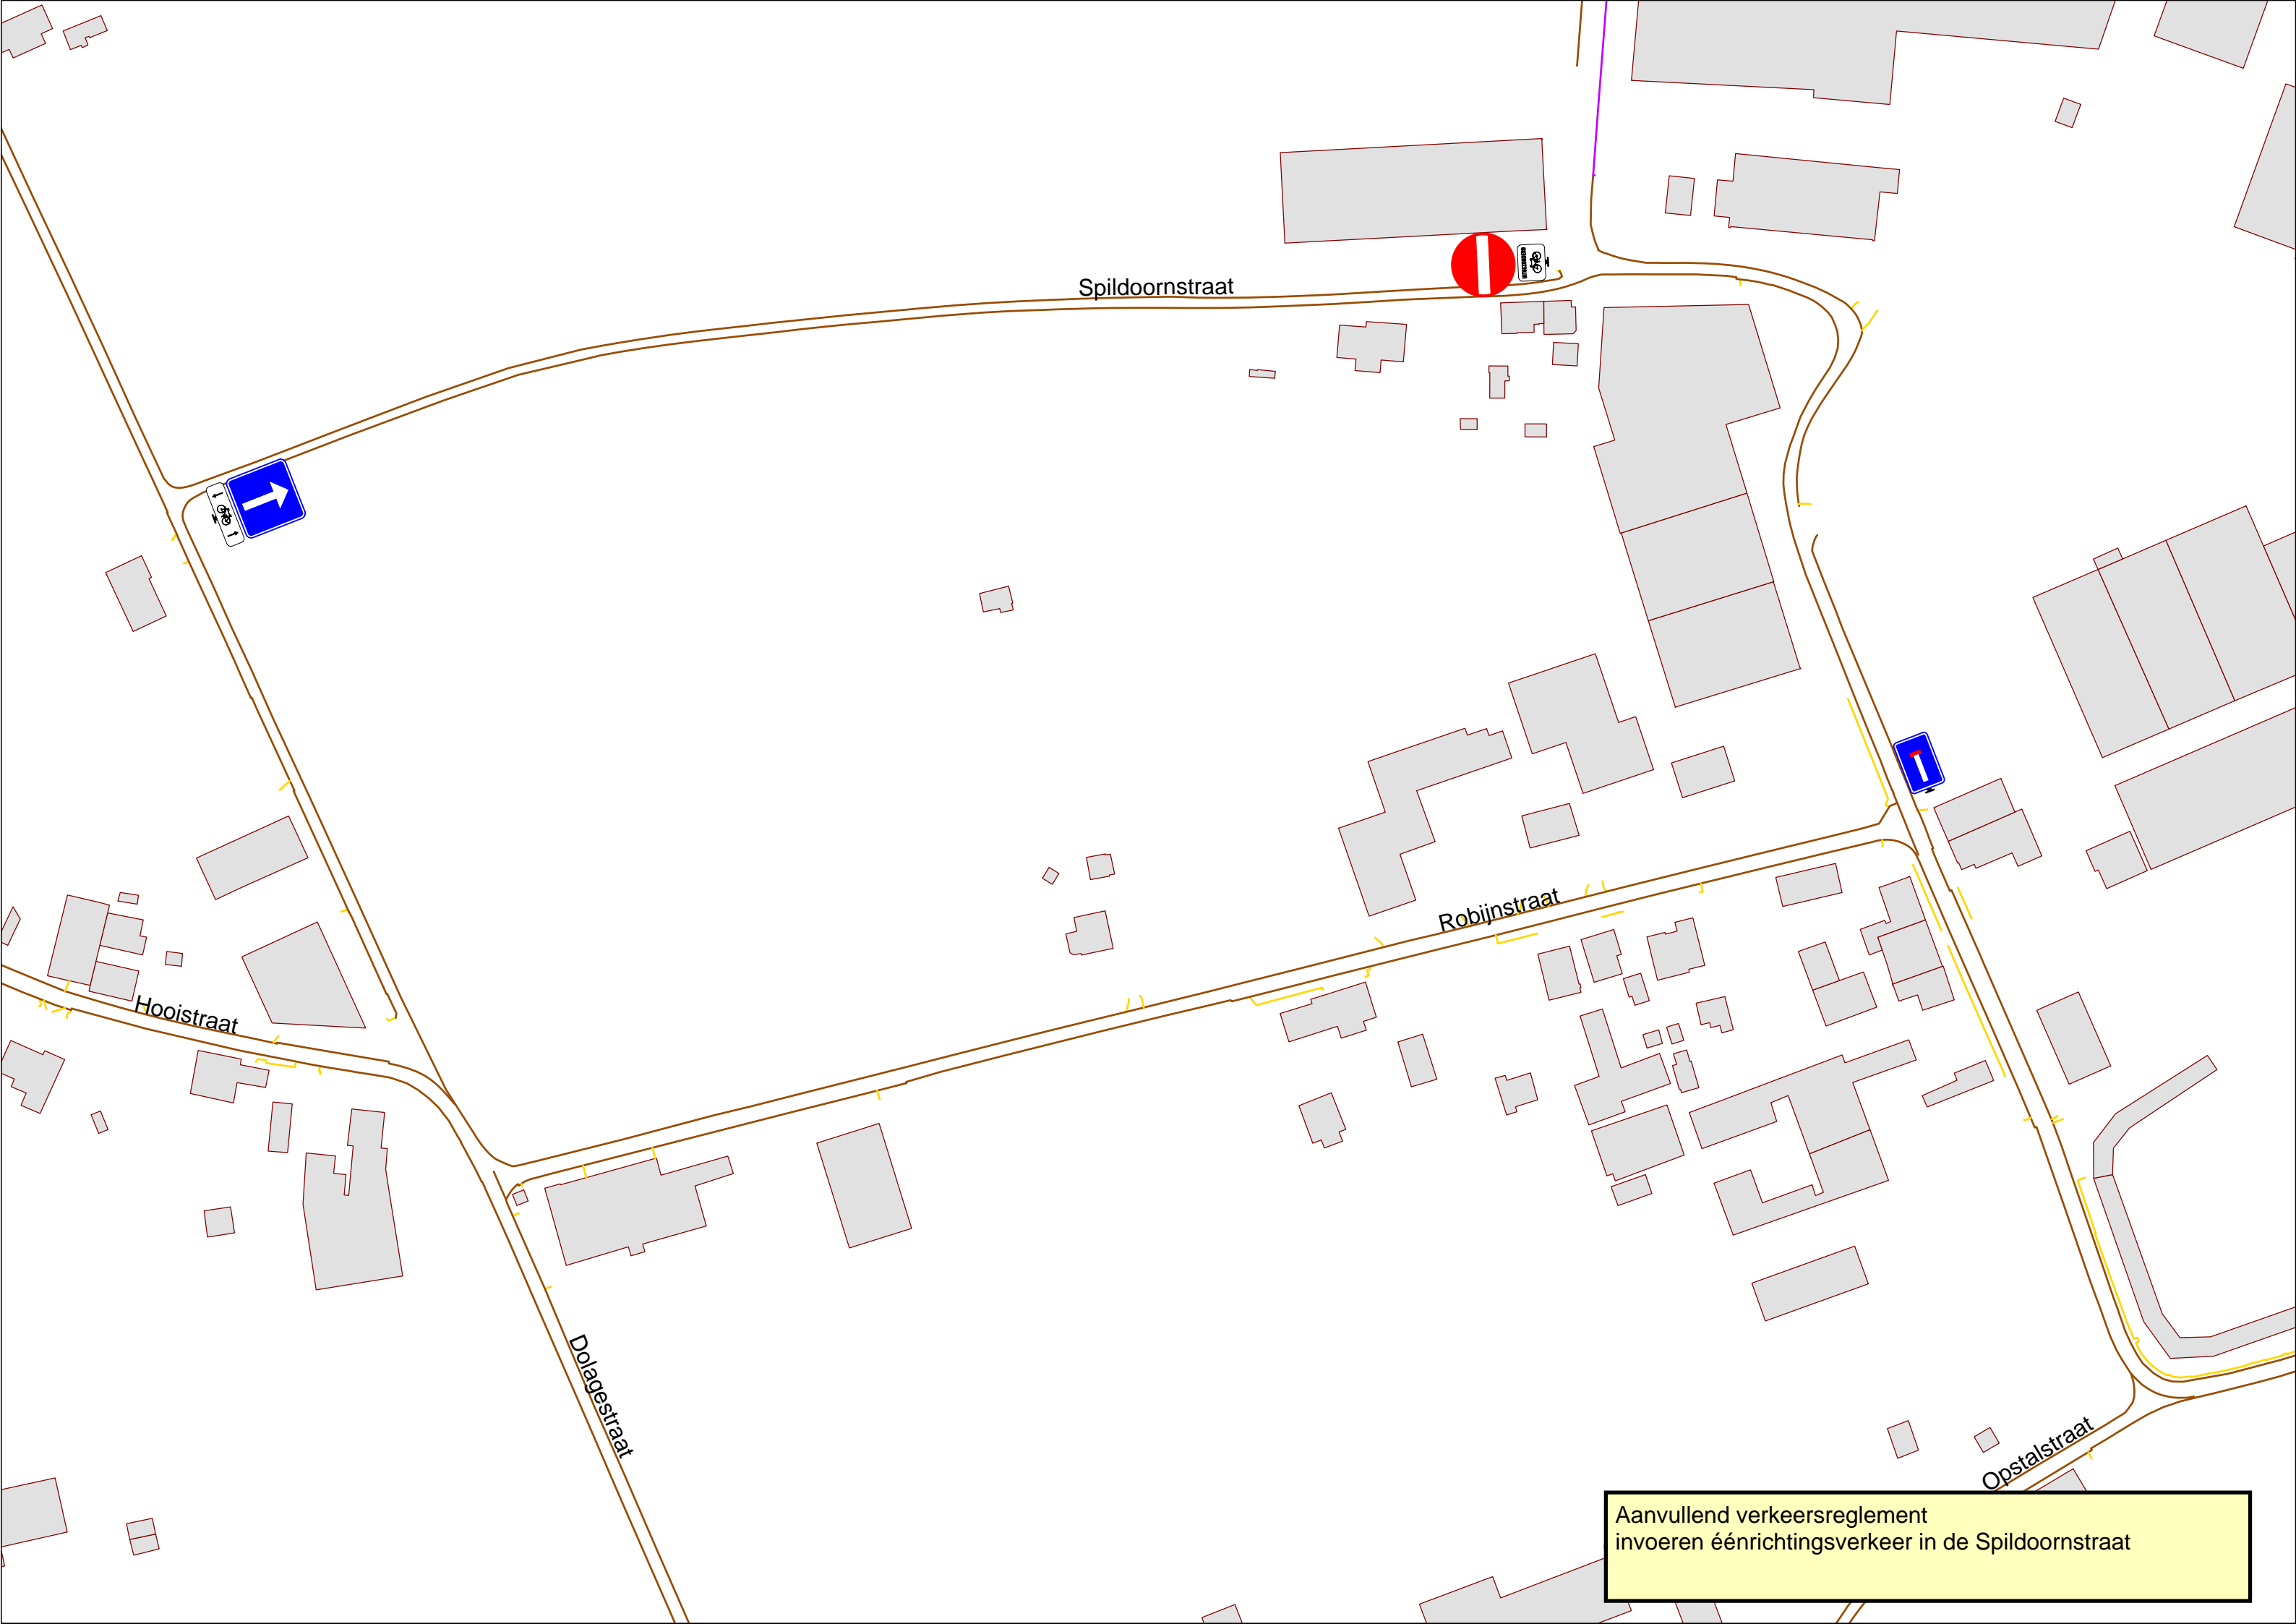 Spildoornstraat
Robijnstraat
Hooistraat
Dolagestraat
Opstalstraat
Aanvullend verkeersreglement
invoeren éénrichtingsverkeer in de Spildoornstraat